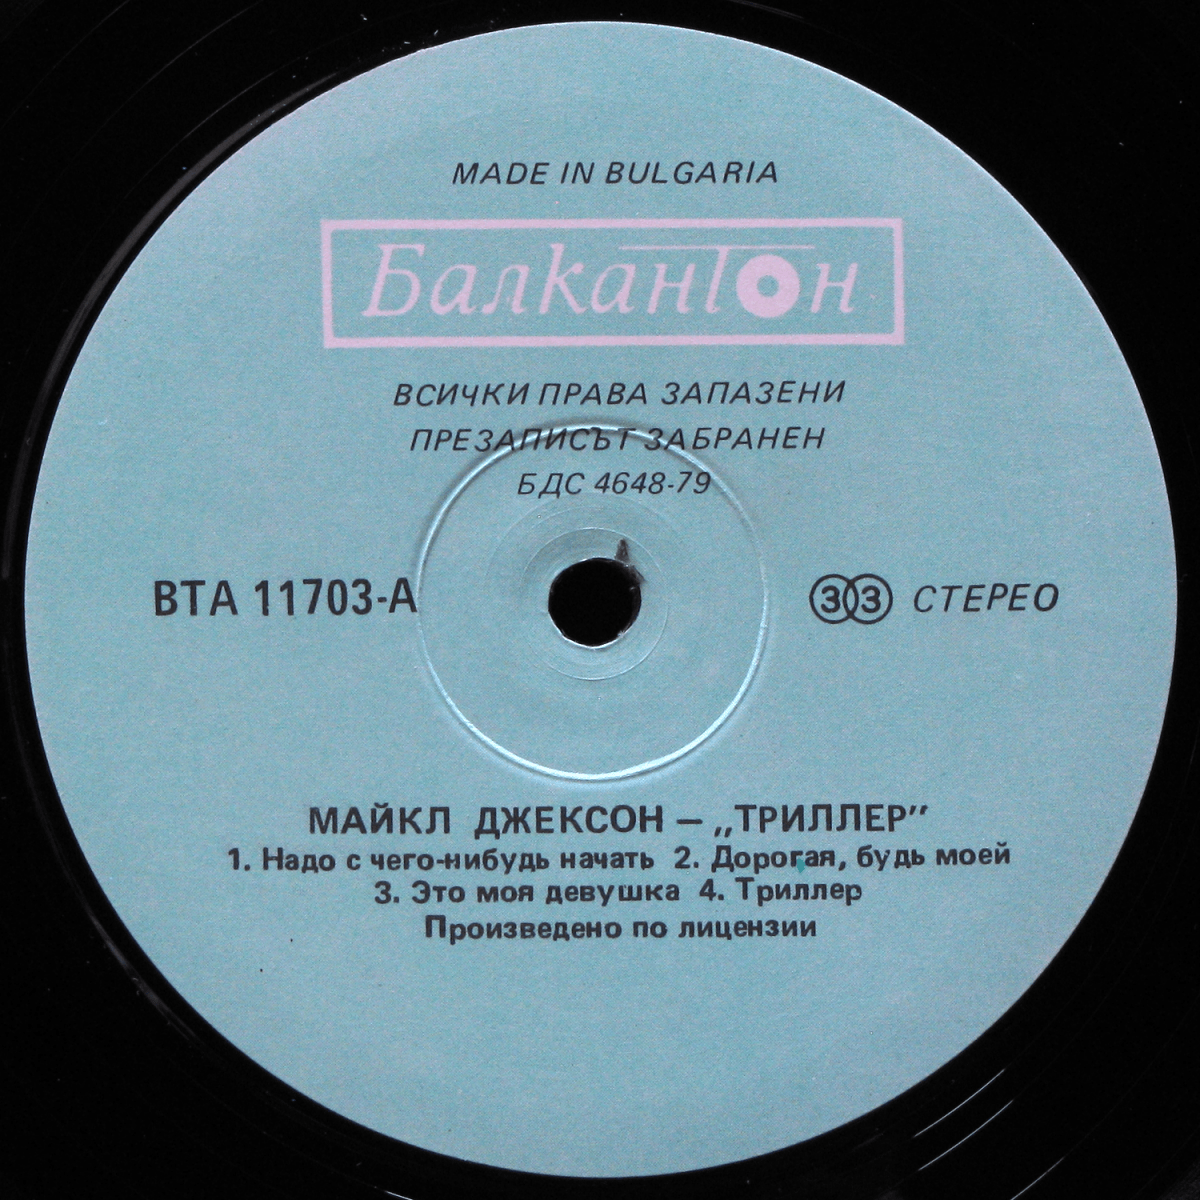 MADE IN BULGARIA
Балкантон
ВСИЧКИ ПРАВА ЗАПАЗЕНИ
ПРЕЗАПИСЪТ ЗАБРАНЕН
БДС 4648-79
ВТА 11703-А
33 СТЕРЕО
МАЙКЛ ДЖЕКСОН — „ТРИЛЛЕР”
1. Надо с чего-нибудь начать 2. Дорогая, будь моей
3. Это моя девушка 4. Триллер
Произведено по лицензии